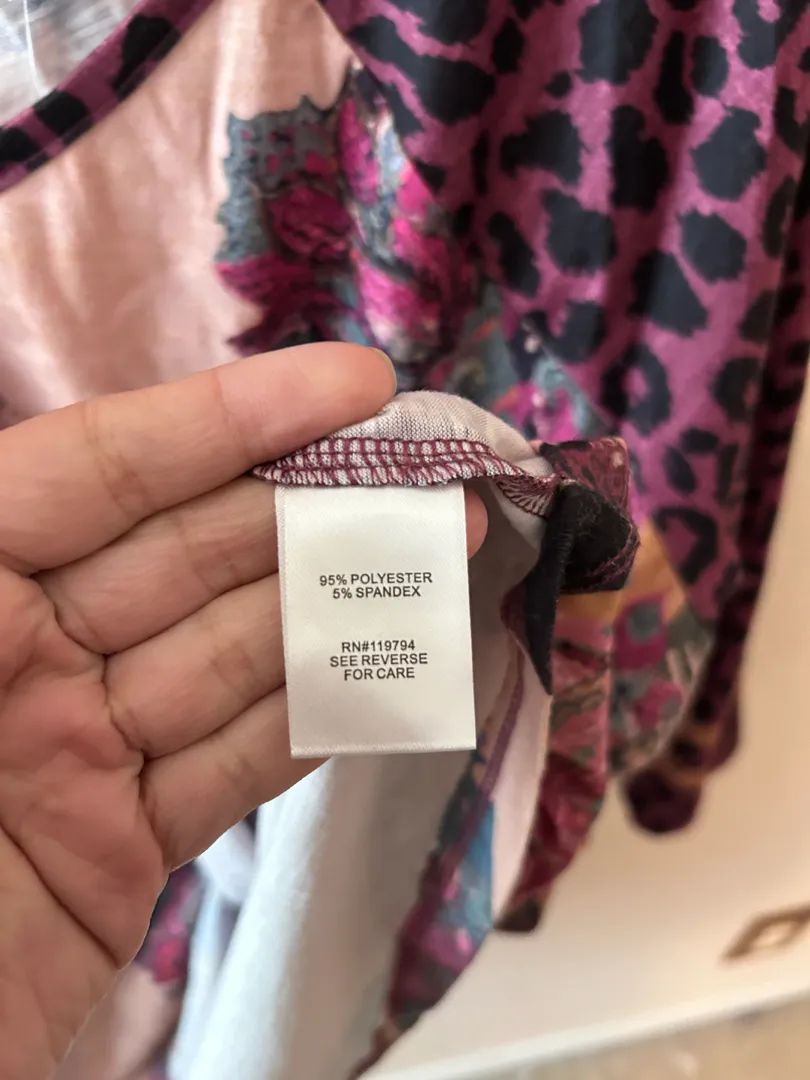 95% POLYESTER
5% SPANDEX
RN#119794
SEE REVERSE
FOR CARE